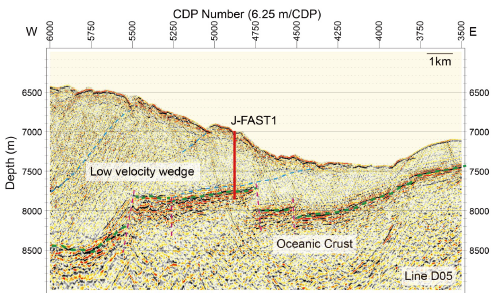 CDP Number (6.25 m/CDP)
W E
6000 5750 5500 5250 5000 4750 4500 4250 4000 3750 3500
1km
6500 6500
J-FAST1
7000 7000
Depth (m)
Low velocity wedge
7500 7500
8000 8000
Oceanic Crust
8500 8500
Line D05